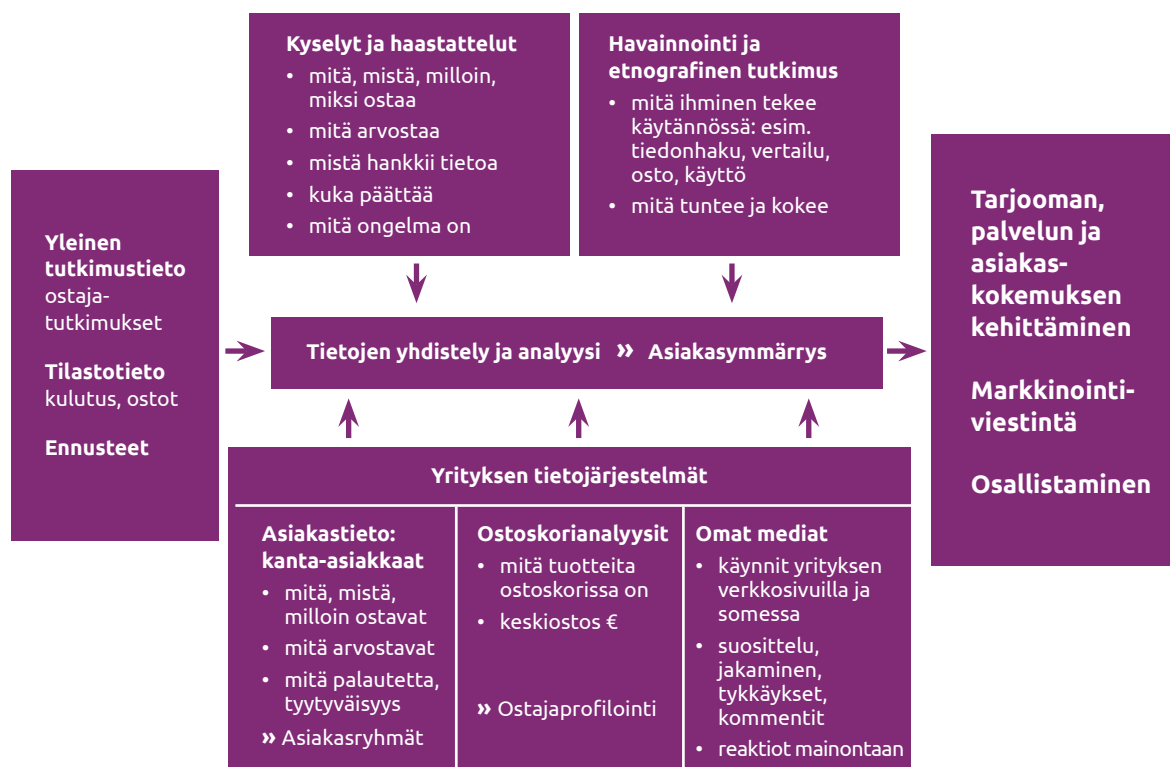 Kyselyt ja haastattelut
• mitä, mistä, milloin,
miksi ostaa
• mitä arvostaa
• mistä hankkii tietoa
• kuka päättää
• mitä ongelma on
Havainnointi ja
etnografinen tutkimus
• mitä ihminen tekee
käytännössä: esim.
tiedonhaku, vertailu,
osto, käyttö
• mitä tuntee ja kokee
Yleinen
tutkimustieto
ostaja-
tutkimukset
Tilastotieto
kulutus, ostot
Ennusteet
Tietojen yhdistely ja analyysi » Asiakasymmärrys
Tarjooman,
palvelun ja
asiakas-
kokemuksen
kehittäminen
Markkinointi-
viestintä
Osallistaminen
Yrityksen tietojärjestelmät
Asiakastieto:
kanta-asiakkaat
• mitä, mistä,
milloin ostavat
• mitä arvostavat
• mitä palautetta,
tyytyväisyys
» Asiakasryhmät
Ostoskorianalyysit
• mitä tuotteita
ostoskorissa on
• keskiostos €
» Ostajaprofilointi
Omat mediat
• käynnit yrityksen
verkkosivuilla ja
somessa
• suosittelu,
jakaminen,
tykkäykset,
kommentit
• reaktiot mainontaan